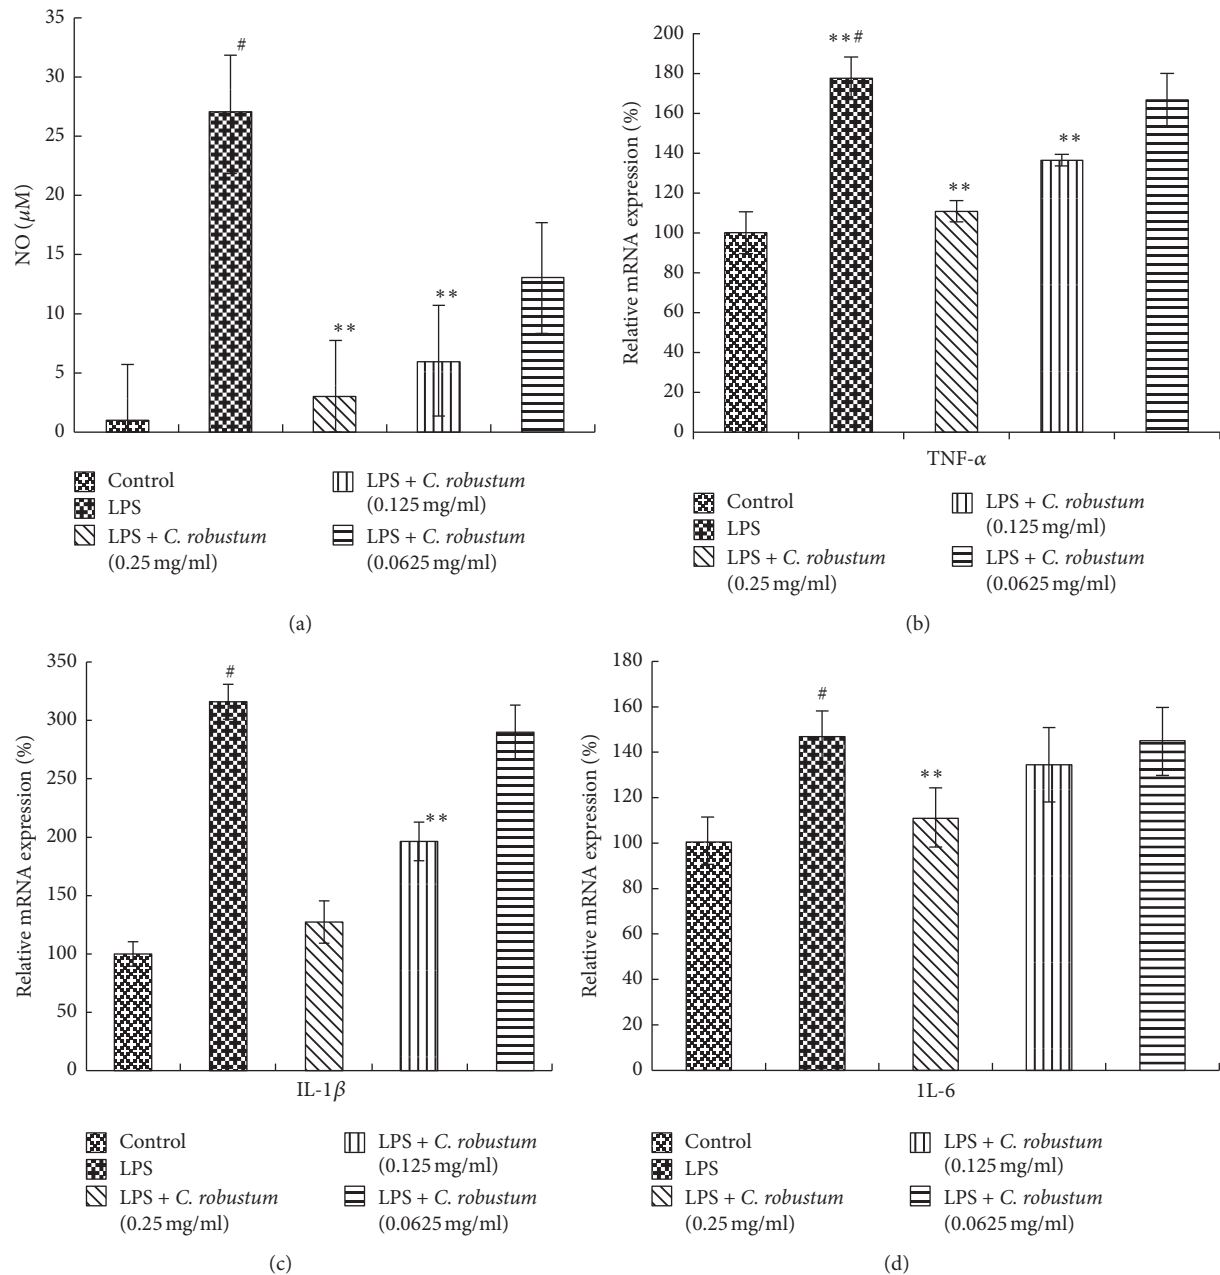 35
30
25
20
15
10
5
0
NO (μM)
#
**
**
Control
LPS
LPS + C. robustum
(0.25 mg/ml)
LPS + C. robustum
(0.125 mg/ml)
LPS + C. robustum
(0.0625 mg/ml)
(a)
200
180
160
140
120
100
80
60
40
20
0
Relative mRNA expression (%)
**#
**
**
TNF-α
Control
LPS
LPS + C. robustum
(0.25 mg/ml)
LPS + C. robustum
(0.125 mg/ml)
LPS + C. robustum
(0.0625 mg/ml)
(b)
350
300
250
200
150
100
50
0
Relative mRNA expression (%)
#
**
IL-1β
Control
LPS
LPS + C. robustum
(0.25 mg/ml)
LPS + C. robustum
(0.125 mg/ml)
LPS + C. robustum
(0.0625 mg/ml)
(c)
180
160
140
120
100
80
60
40
20
0
Relative mRNA expression (%)
#
**
1L-6
Control
LPS
LPS + C. robustum
(0.25 mg/ml)
LPS + C. robustum
(0.125 mg/ml)
LPS + C. robustum
(0.0625 mg/ml)
(d)